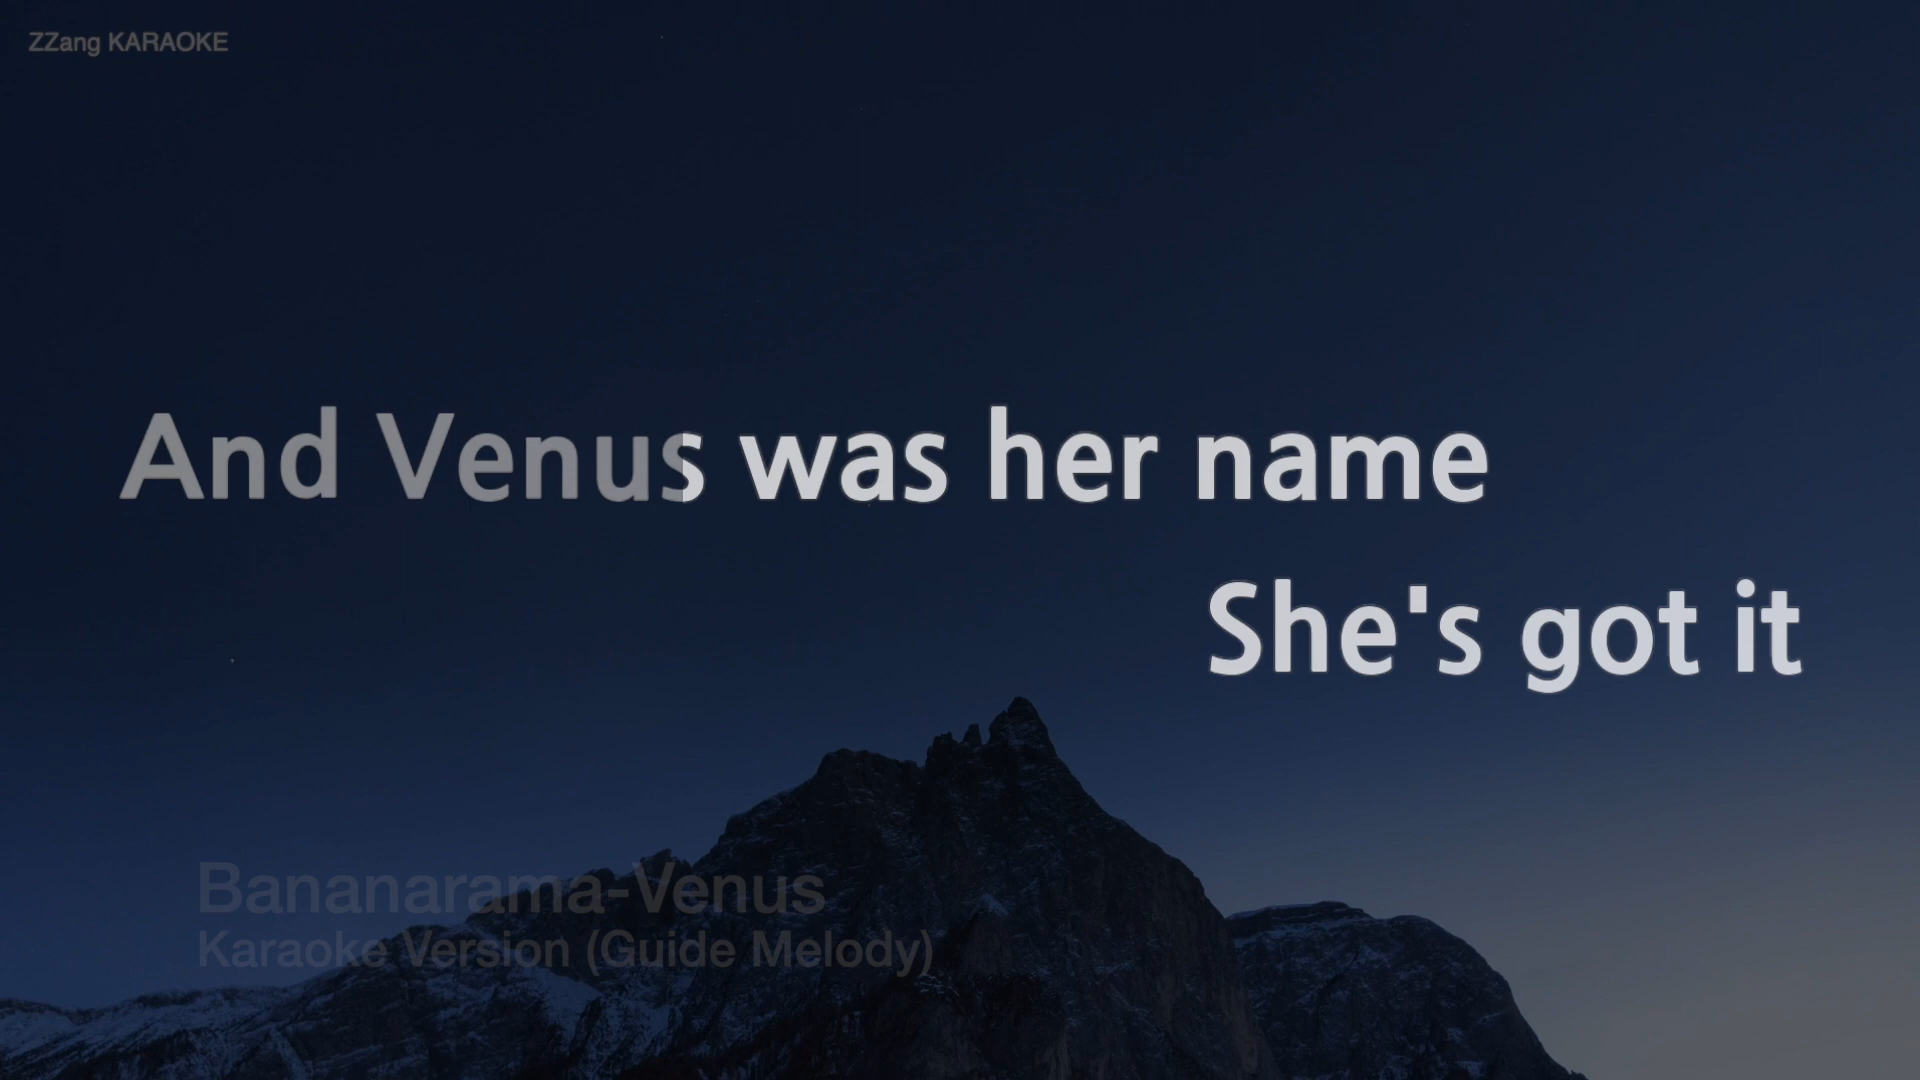 ZZang KARAOKE
And Venus was her name
She's got it
Bananarama-Venus
Karaoke Version (Guide Melody)